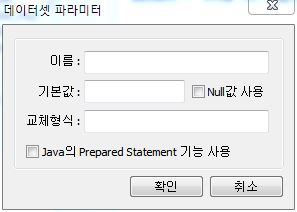 데이터셋 파라미터
이름 :
기본값 : Null값 사용
교체형식 :
Java의 Prepared Statement 기능 사용
확인 취소